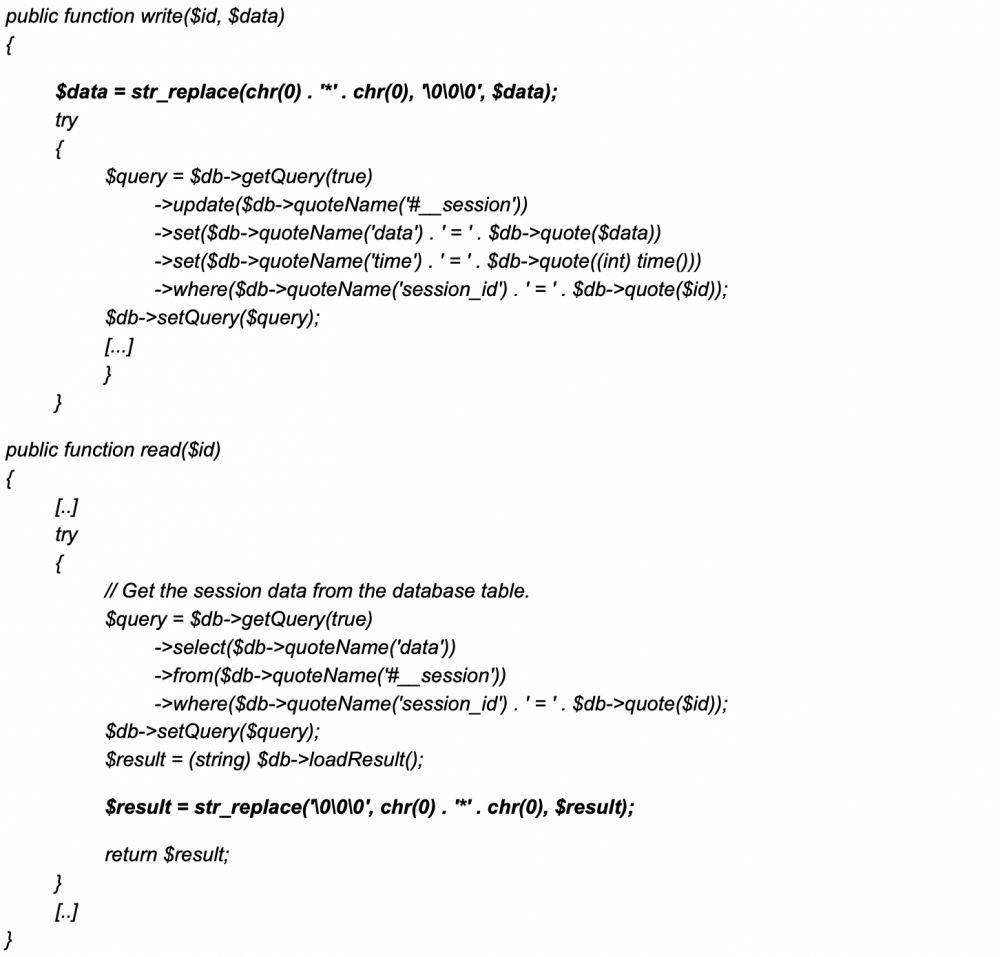 public function write($id, $data)
{
$data = str_replace(chr(0) . '*' . chr(0), '\0\0\0', $data);
try
{
$query = $db->getQuery(true)
->update($db->quoteName('#__session'))
->set($db->quoteName('data') . ' = ' . $db->quote($data))
->set($db->quoteName('time') . ' = ' . $db->quote((int) time()))
->where($db->quoteName('session_id') . ' = ' . $db->quote($id));
$db->setQuery($query);
[...]
}
}
public function read($id)
{
[..]
try
{
// Get the session data from the database table.
$query = $db->getQuery(true)
->select($db->quoteName('data'))
->from($db->quoteName('#__session'))
->where($db->quoteName('session_id') . ' = ' . $db->quote($id));
$db->setQuery($query);
$result = (string) $db->loadResult();
$result = str_replace('\0\0\0', chr(0) . '*' . chr(0), $result);
return $result;
}
[..]
}